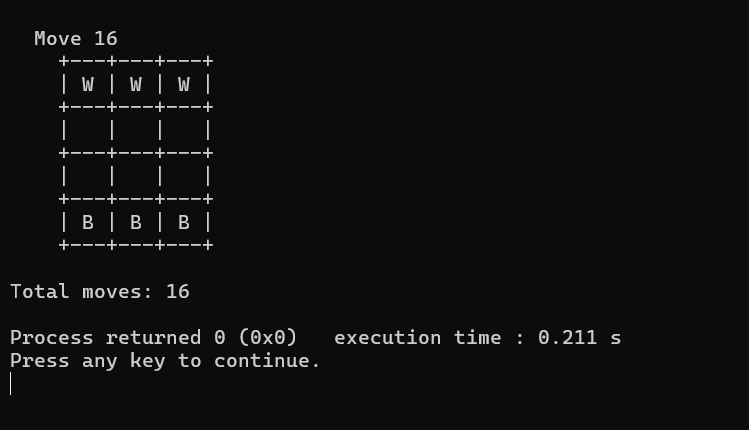 Move 16
+---+---+---+
| W | W | W |
+---+---+---+
|   |   |   |
+---+---+---+
|   |   |   |
+---+---+---+
| B | B | B |
+---+---+---+
Total moves: 16
Process returned 0 (0x0)   execution time : 0.211 s
Press any key to continue.